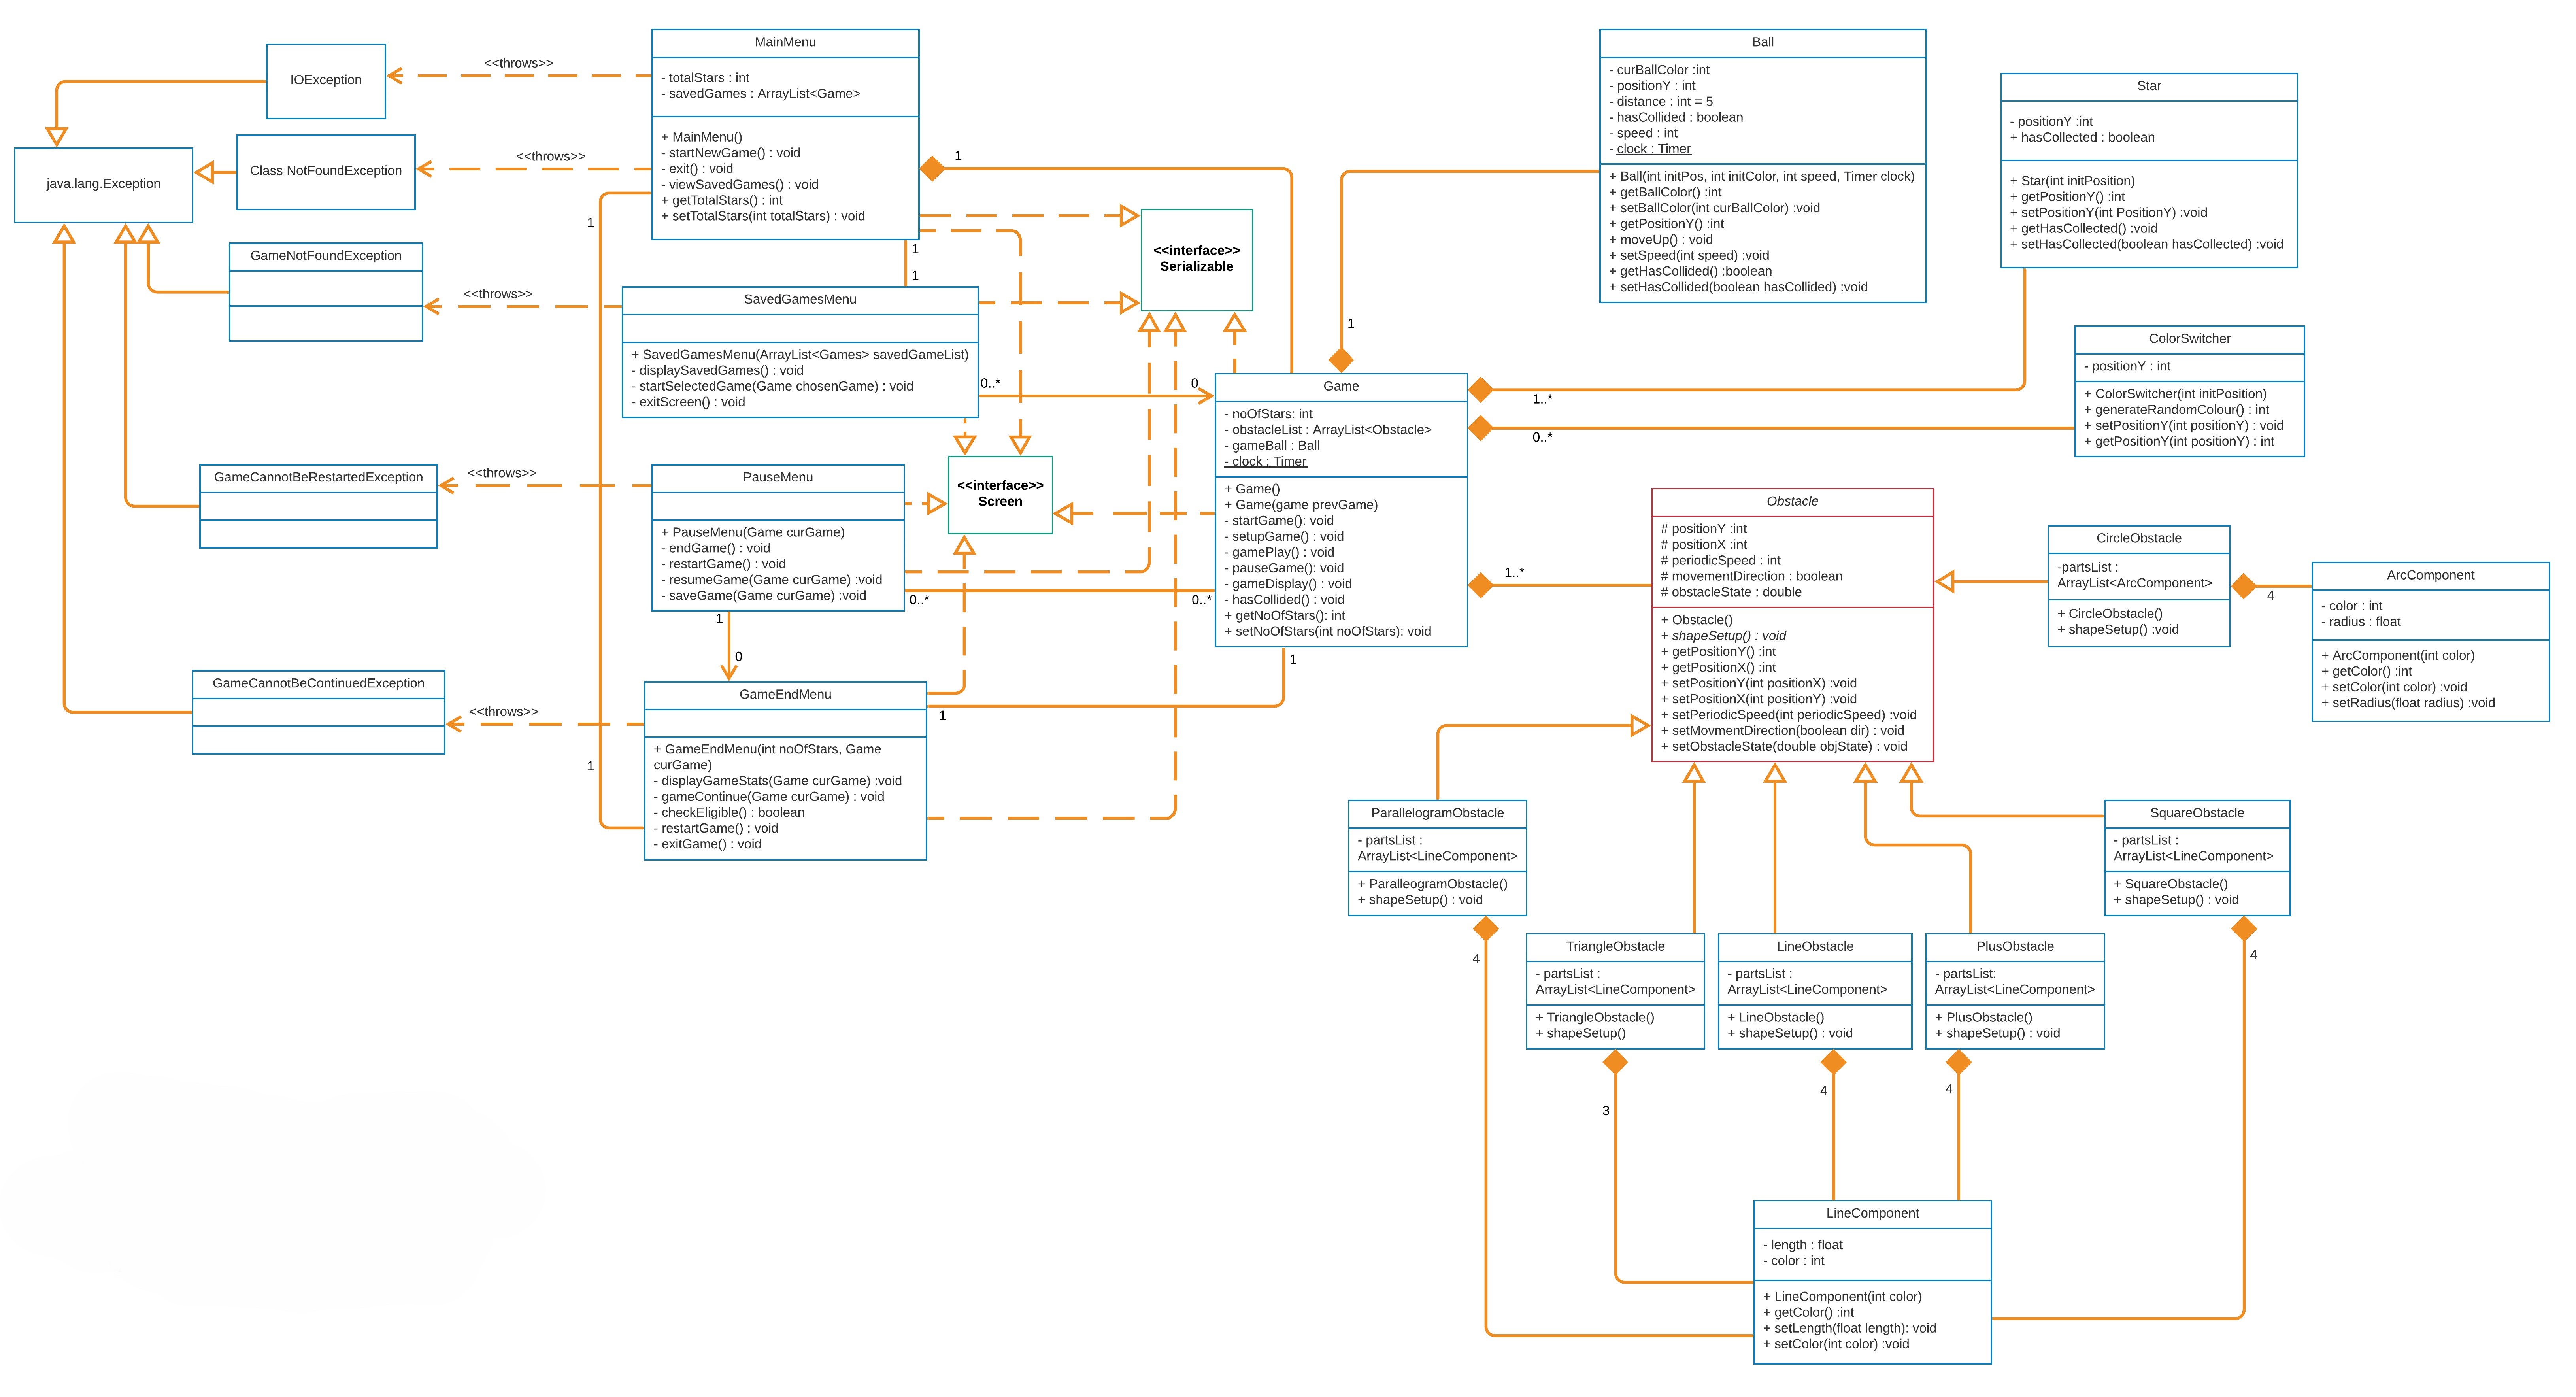 IOException
<<throws>>
Class NotFoundException
<<throws>>
java.lang.Exception
GameNotFoundException
<<throws>>
GameCannotBeRestartedException
<<throws>>
GameCannotBeContinuedException
<<throws>>
MainMenu
- totalStars : int
- savedGames : ArrayList<Game>
+ MainMenu()
- startNewGame() : void
- exit() : void
- viewSavedGames() : void
+ getTotalStars() : int
+ setTotalStars(int totalStars) : void
1
1
1
1
1
SavedGamesMenu
+ SavedGamesMenu(ArrayList<Games> savedGameList)
- displaySavedGames() : void
- startSelectedGame(Game chosenGame) : void
- exitScreen() : void
0..*
0
PauseMenu
+ PauseMenu(Game curGame)
- endGame() : void
- restartGame() : void
- resumeGame(Game curGame) :void
- saveGame(Game curGame) :void
0..*
0..*
1
0
GameEndMenu
+ GameEndMenu(int noOfStars, Game
curGame)
- displayGameStats(Game curGame) :void
- gameContinue(Game curGame) : void
- checkEligible() : boolean
- restartGame() : void
- exitGame() : void
1
1
<<interface>>
Serializable
<<interface>>
Screen
Game
- noOfStars: int
- obstacleList : ArrayList<Obstacle>
- gameBall : Ball
- clock : Timer
+ Game()
+ Game(game prevGame)
- startGame(): void
- setupGame() : void
- gamePlay() : void
- pauseGame(): void
- gameDisplay() : void
- hasCollided() : void
+ getNoOfStars(): int
+ setNoOfStars(int noOfStars): void
1
1..*
0..*
1..*
Ball
- curBallColor :int
- positionY : int
- distance : int = 5
- hasCollided : boolean
- speed : int
- clock : Timer
+ Ball(int initPos, int initColor, int speed, Timer clock)
+ getBallColor() :int
+ setBallColor(int curBallColor) :void
+ getPositionY() :int
+ moveUp() : void
+ setSpeed(int speed) :void
+ getHasCollided() :boolean
+ setHasCollided(boolean hasCollided) :void
Star
- positionY :int
+ hasCollected : boolean
+ Star(int initPosition)
+ getPositionY() :int
+ setPositionY(int PositionY) :void
+ getHasCollected() :void
+ setHasCollected(boolean hasCollected) :void
ColorSwitcher
- positionY : int
+ ColorSwitcher(int initPosition)
+ generateRandomColour() : int
+ setPositionY(int positionY) : void
+ getPositionY(int positionY) : int
Obstacle
# positionY :int
# positionX :int
# periodicSpeed : int
# movementDirection : boolean
# obstacleState : double
+ Obstacle()
+ shapeSetup() : void
+ getPositionY() :int
+ getPositionX() :int
+ setPositionY(int positionX) :void
+ setPositionX(int positionY) :void
+ setPeriodicSpeed(int periodicSpeed) :void
+ setMovmentDirection(boolean dir) : void
+ setObstacleState(double objState) : void
CircleObstacle
-partsList :
ArrayList<ArcComponent>
+ CircleObstacle()
+ shapeSetup() :void
4
ArcComponent
- color : int
- radius : float
+ ArcComponent(int color)
+ getColor() :int
+ setColor(int color) :void
+ setRadius(float radius) :void
ParallelogramObstacle
- partsList :
ArrayList<LineComponent>
+ ParalleogramObstacle()
+ shapeSetup() : void
4
SquareObstacle
- partsList :
ArrayList<LineComponent>
+ SquareObstacle()
+ shapeSetup() : void
4
TriangleObstacle
- partsList :
ArrayList<LineComponent>
+ TriangleObstacle()
+ shapeSetup()
3
LineObstacle
- partsList :
ArrayList<LineComponent>
+ LineObstacle()
+ shapeSetup() : void
4
PlusObstacle
- partsList:
ArrayList<LineComponent>
+ PlusObstacle()
+ shapeSetup() : void
4
LineComponent
- length : float
- color : int
+ LineComponent(int color)
+ getColor() :int
+ setLength(float length): void
+ setColor(int color) :void